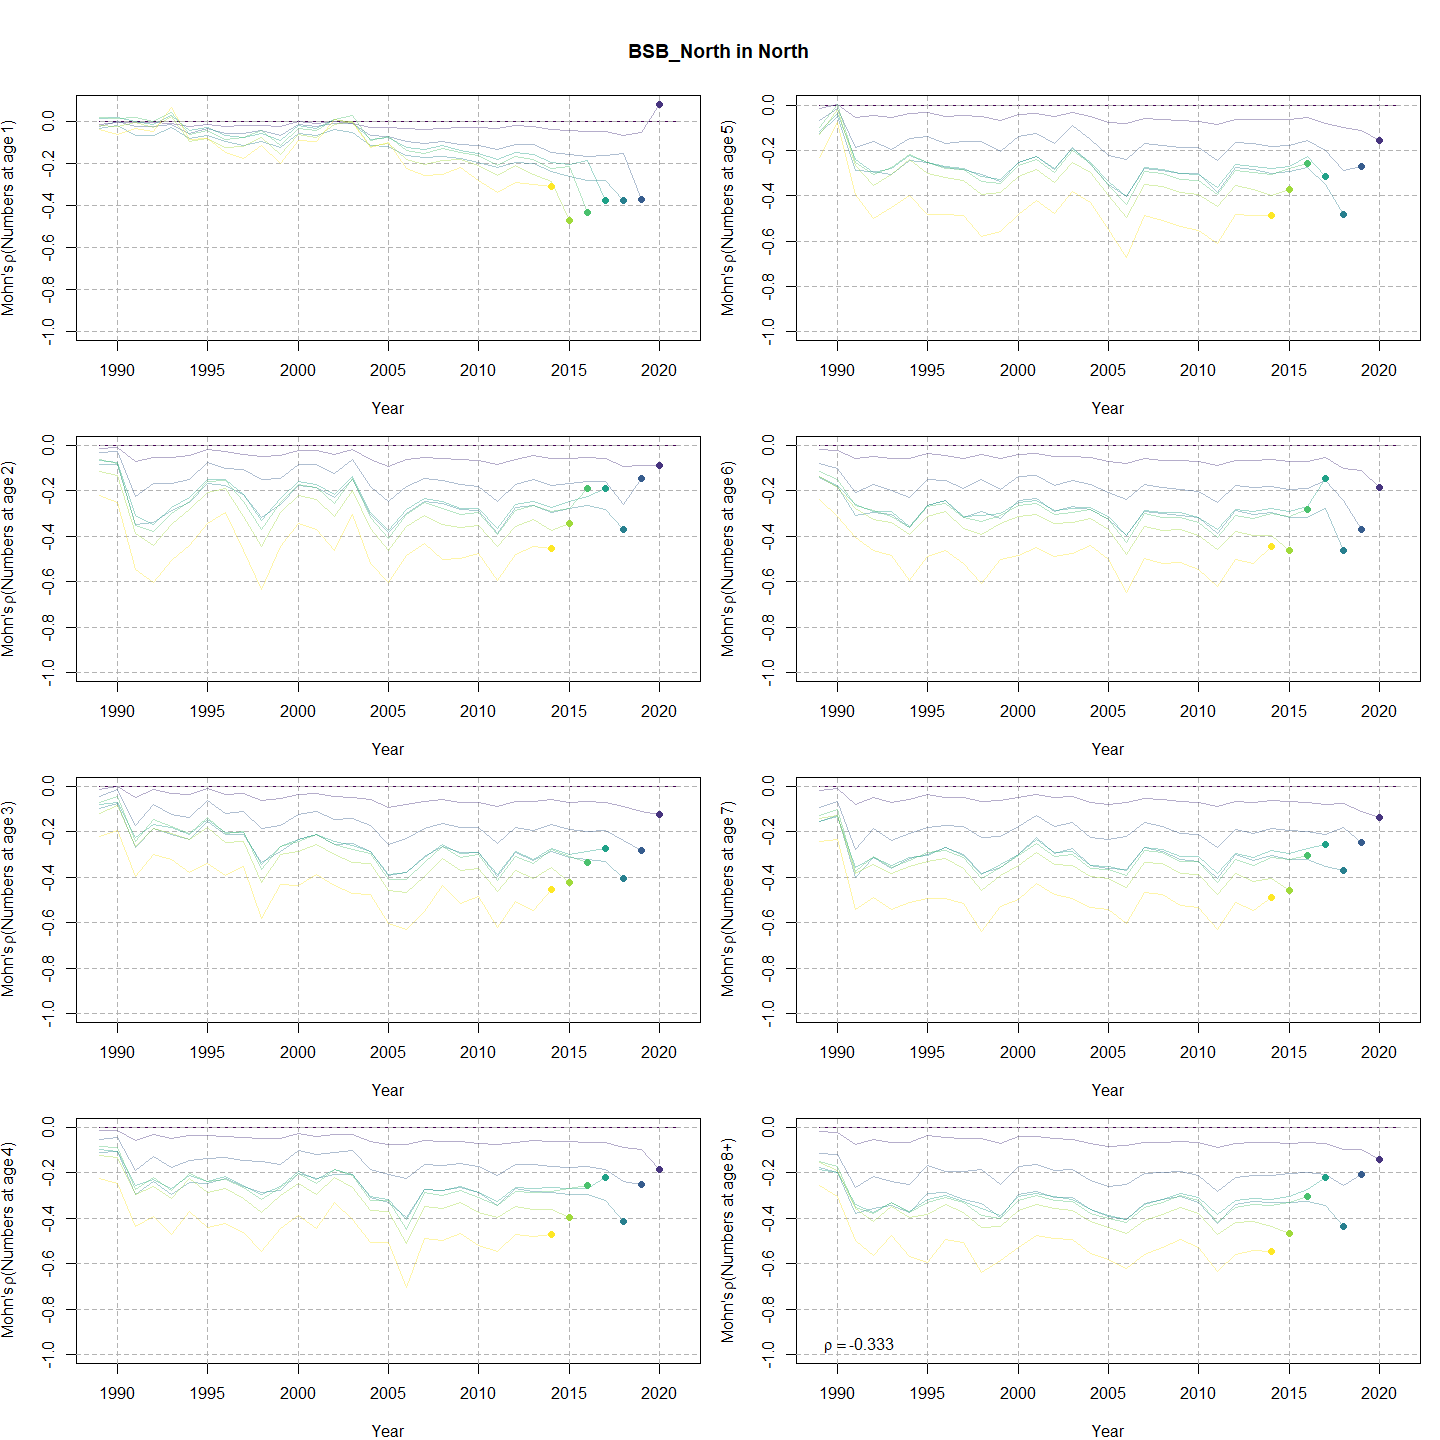 BSB_North in North
Mohn's ρ(Numbers at age 1)
0.0 -0.2 -0.4 -0.6 -0.8 -1.0
1990 1995 2000 2005 2010 2015 2020
Year
Mohn's ρ(Numbers at age 5)
0.0 -0.2 -0.4 -0.6 -0.8 -1.0
1990 1995 2000 2005 2010 2015 2020
Year
Mohn's ρ(Numbers at age 2)
0.0 -0.2 -0.4 -0.6 -0.8 -1.0
1990 1995 2000 2005 2010 2015 2020
Year
Mohn's ρ(Numbers at age 6)
0.0 -0.2 -0.4 -0.6 -0.8 -1.0
1990 1995 2000 2005 2010 2015 2020
Year
Mohn's ρ(Numbers at age 3)
0.0 -0.2 -0.4 -0.6 -0.8 -1.0
1990 1995 2000 2005 2010 2015 2020
Year
Mohn's ρ(Numbers at age 7)
0.0 -0.2 -0.4 -0.6 -0.8 -1.0
1990 1995 2000 2005 2010 2015 2020
Year
Mohn's ρ(Numbers at age 4)
0.0 -0.2 -0.4 -0.6 -0.8 -1.0
1990 1995 2000 2005 2010 2015 2020
Year
Mohn's ρ(Numbers at age 8+)
0.0 -0.2 -0.4 -0.6 -0.8 -1.0
ρ = -0.333
1990 1995 2000 2005 2010 2015 2020
Year